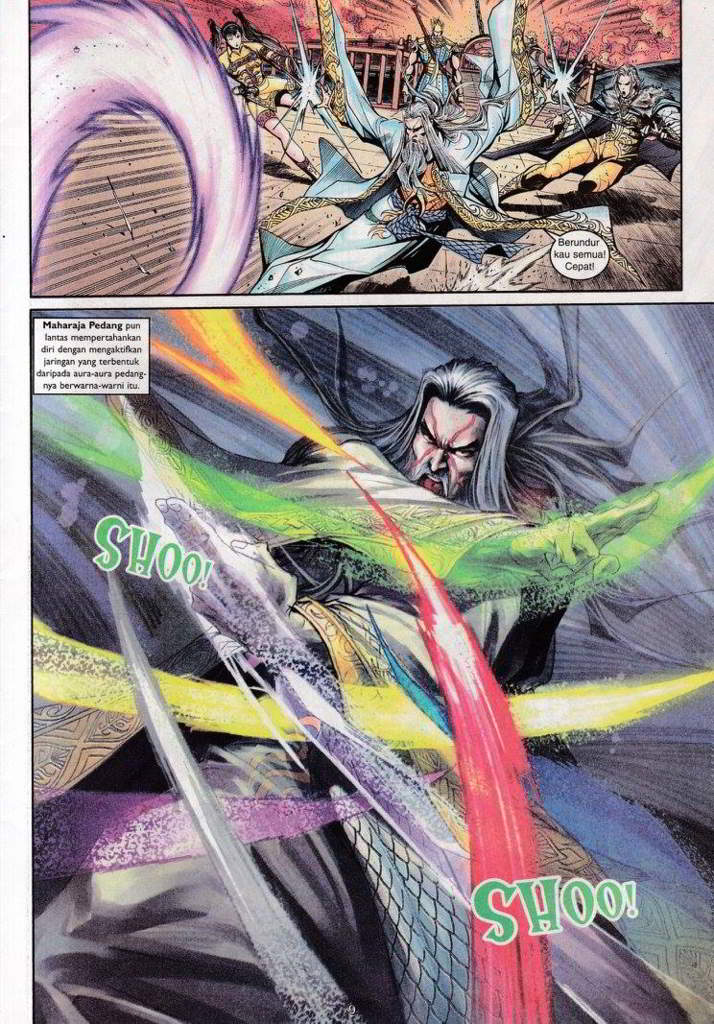 Berundur
kau semua!
Cepat!
Maharaja Pedang pun
lantas mempertahankan
diri dengan mengaktifkan
jaringan yang terbentuk
daripada aura-aura pedang-
nya berwarna-warni itu.
SHOO!
SHOO!
9